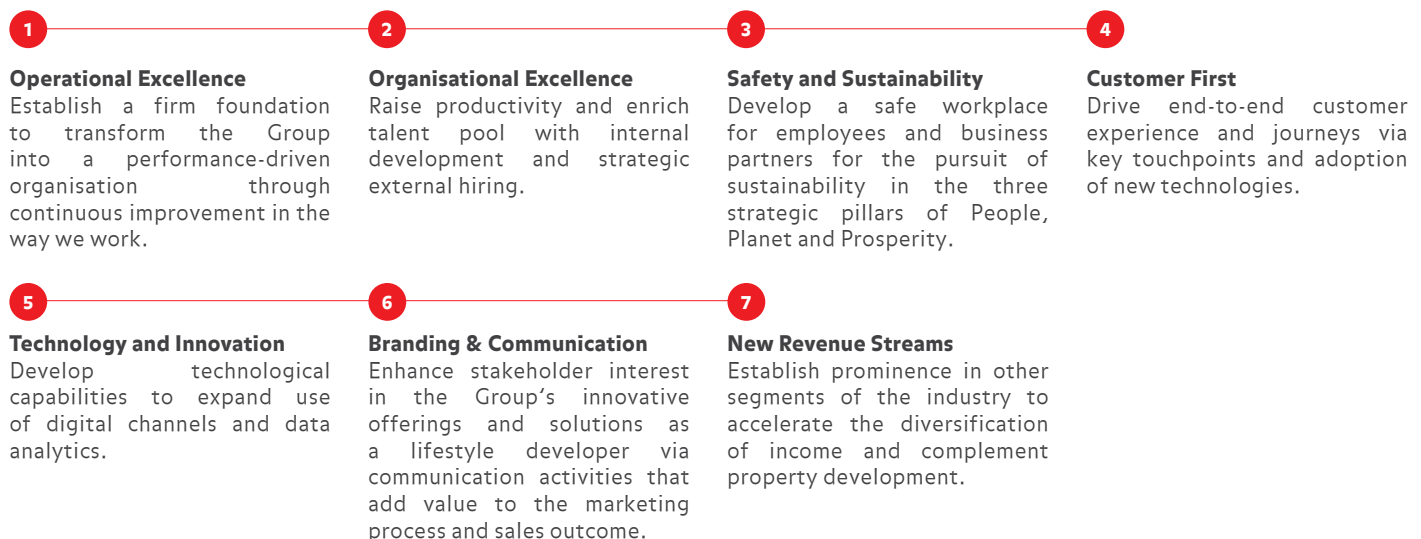 1
Operational Excellence
Establish a firm foundation
to transform the Group
into a performance-driven
organisation through
continuous improvement in the
way we work.
2
Organisational Excellence
Raise productivity and enrich
talent pool with internal
development and strategic
external hiring.
3
Safety and Sustainability
Develop a safe workplace
for employees and business
partners for the pursuit of
sustainability in the three
strategic pillars of People,
Planet and Prosperity.
4
Customer First
Drive end-to-end customer
experience and journeys via
key touchpoints and adoption
of new technologies.
5
Technology and Innovation
Develop technological
capabilities to expand use
of digital channels and data
analytics.
6
Branding & Communication
Enhance stakeholder interest
in the Group’s innovative
offerings and solutions as
a lifestyle developer via
communication activities that
add value to the marketing
process and sales outcome.
7
New Revenue Streams
Establish prominence in other
segments of the industry to
accelerate the diversification
of income and complement
property development.